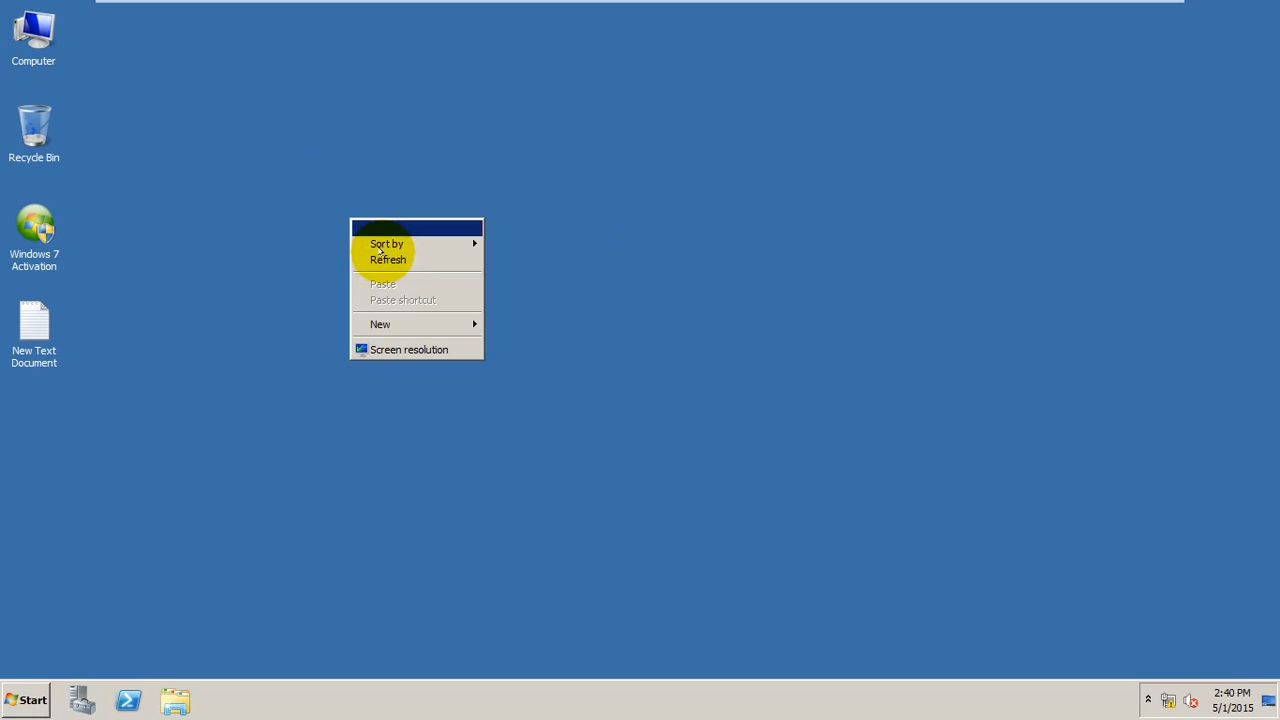 Computer
Recycle Bin
Windows 7
Activation
New Text
Document
Sort by
Refresh
Paste
Paste shortcut
New
Screen resolution
Start
2:40 PM
5/1/2015